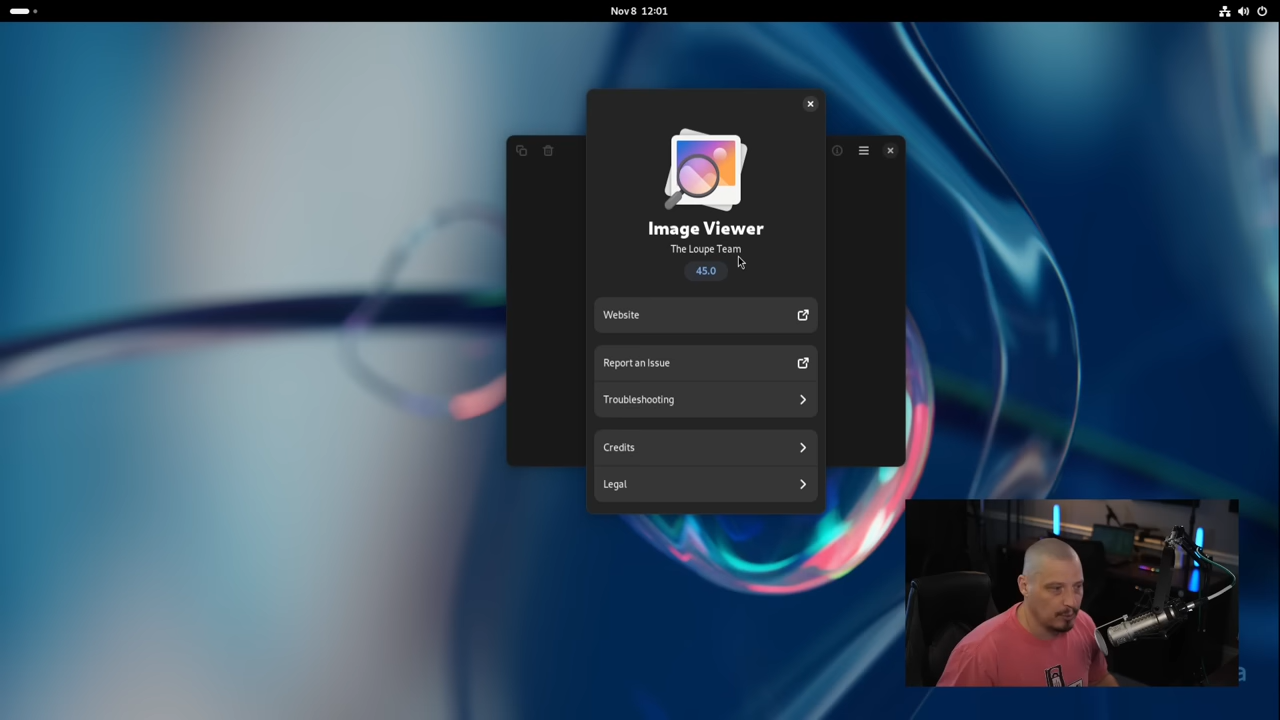 Nov 8 12:01
Image Viewer
The Loupe Team
45.0
Website
Report an Issue
Troubleshooting
Credits
Legal
a